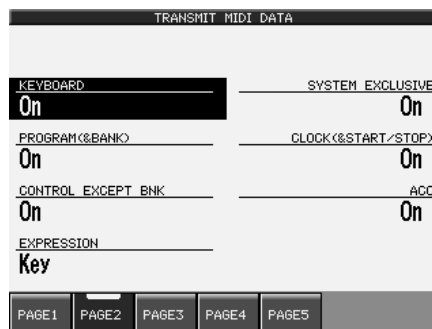 TRANSMIT MIDI DATA
KEYBOARD
On
PROGRAM(&BANK)
On
CONTROL EXCEPT BNK
On
EXPRESSION
Key
SYSTEM EXCLUSIVE
On
CLOCK(&START/STOP)
On
ACC
On
PAGE1 PAGE2 PAGE3 PAGE4 PAGE5